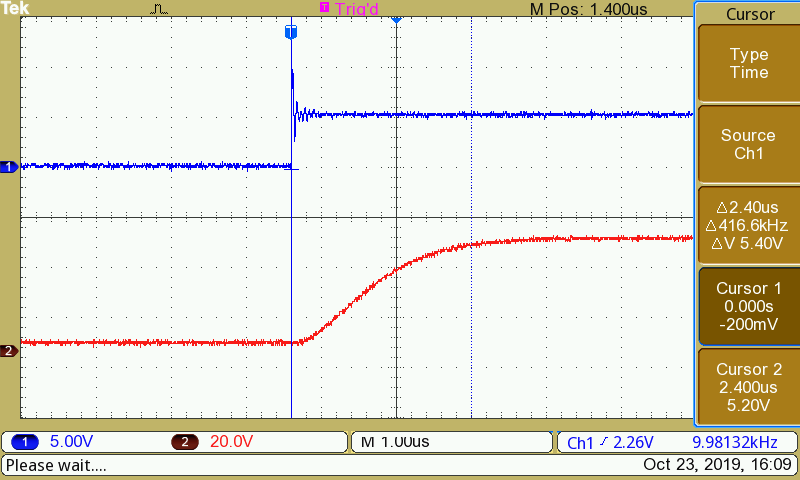 Tek
T Trig'd
M Pos: 1.400us
Cursor
T
Type
Time
Source
Ch1
1
△2.40us
△416.6kHz
△V 5.40V
Cursor 1
0.000s
-200mV
2
Cursor 2
2.400us
5.20V
1 5.00V
2 20.0V
M 1.00us
Ch1 2.26V
9.98132kHz
Please wait....
Oct 23, 2019, 16:09